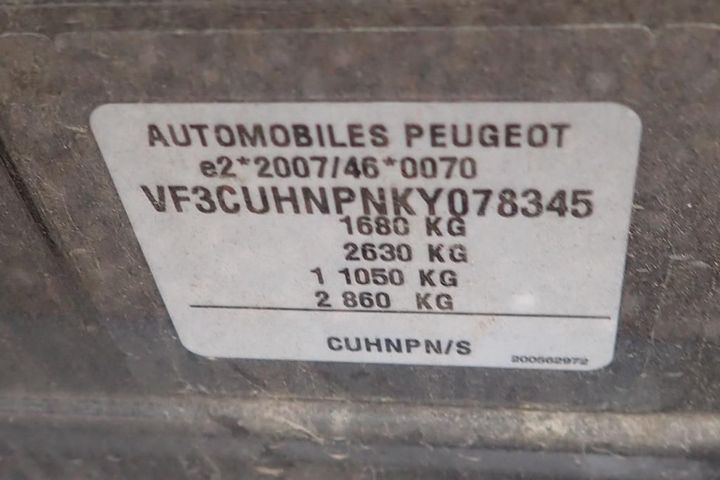 AUTOMOBILES PEUGEOT
e2*2007/46*0070
VF3CUHNPNKY078345
1680 KG
2630 KG
1 1050 KG
2 860 KG
CUHNPN/S
200562972